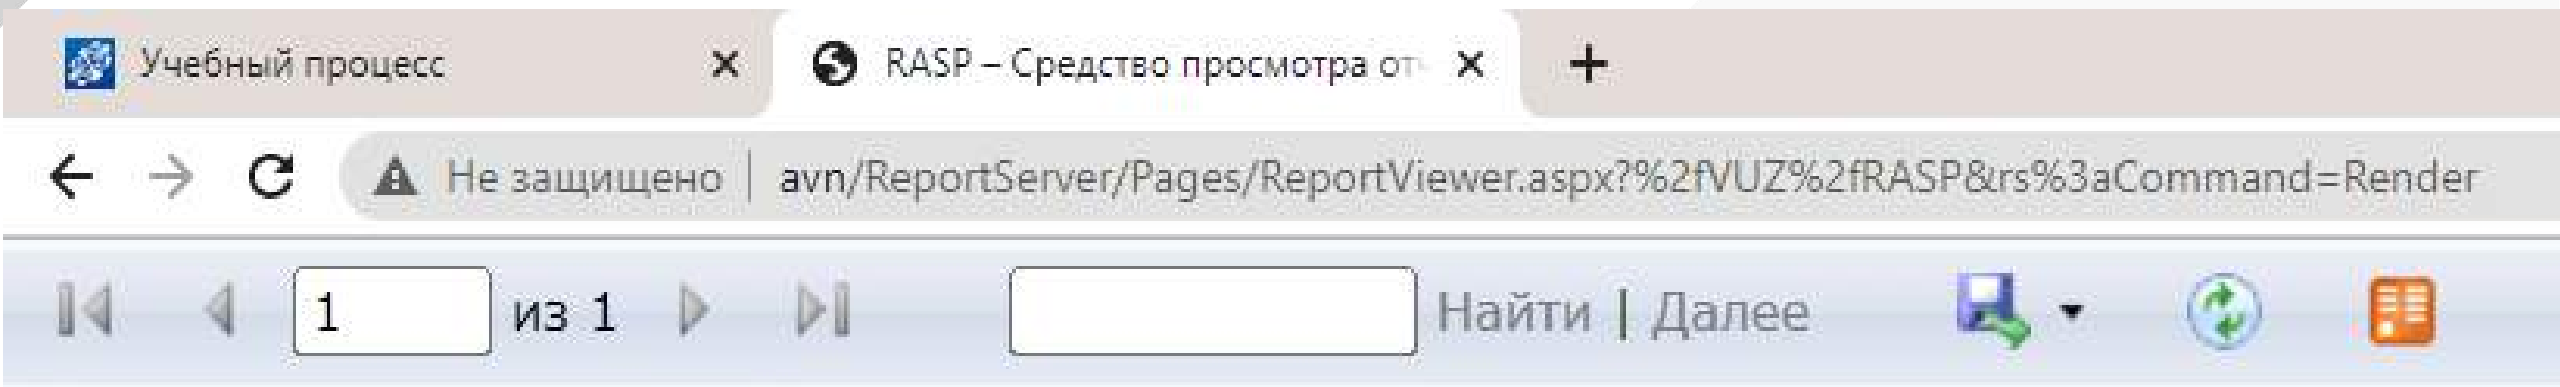 Учебный процесс RASP – Средство просмотра от
Не защищено avn/ReportServer/Pages/ReportViewer.aspx?%2fVUZ%2fRASP&rs%3aCommand=Render
1 из 1 Найти | Далее